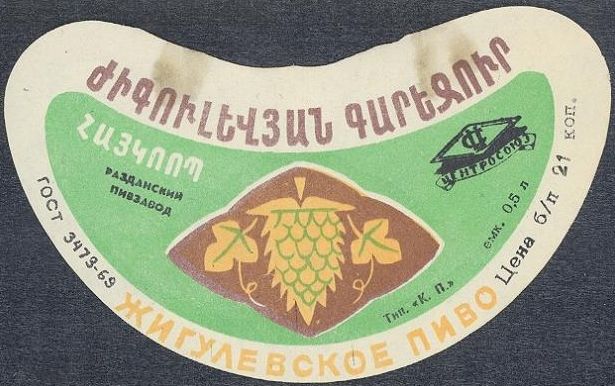 ԺԻԳՈՒԼԵՎՅԱՆ ԳԱՐԵՋՈՒՐ
ՀԱՅԿՈՈՊ
РАЗДАНСКИЙ
ПИВЗАВОД
ЦЕНТРОСОЮЗ
ГОСТ 3473-69
емк. 0,5 л
Цена б/п 21 коп.
Тип. «К. П.»
ЖИГУЛЕВСКОЕ ПИВО